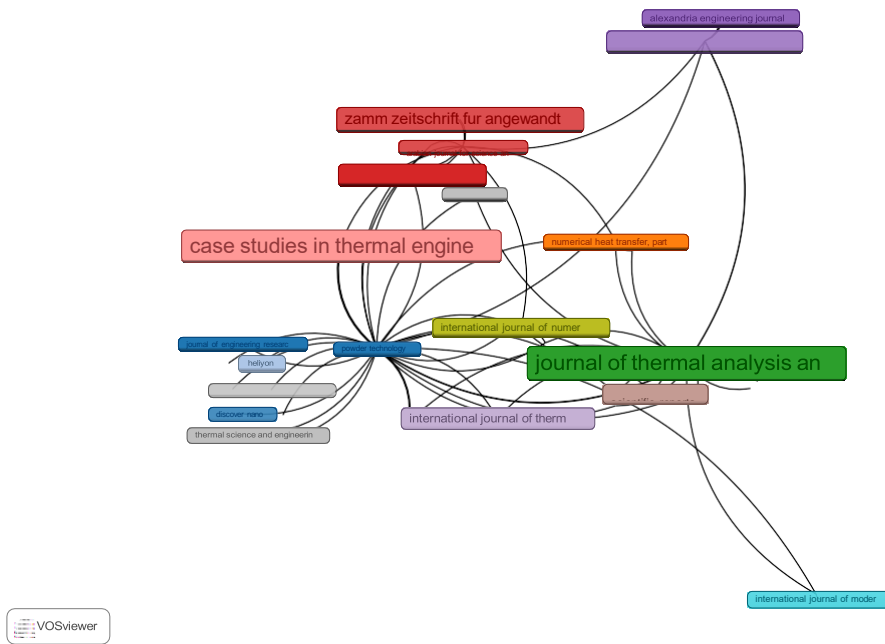 alexandria engineering journal
zamm zeitschrift fur angewandt
case studies in thermal engine
numerical heat transfer, part
international journal of numer
journal of engineering researc
powder technology
heliyon
journal of thermal analysis an
scientific reports
discover nano
international journal of therm
thermal science and engineerin
international journal of moder
VOSviewer